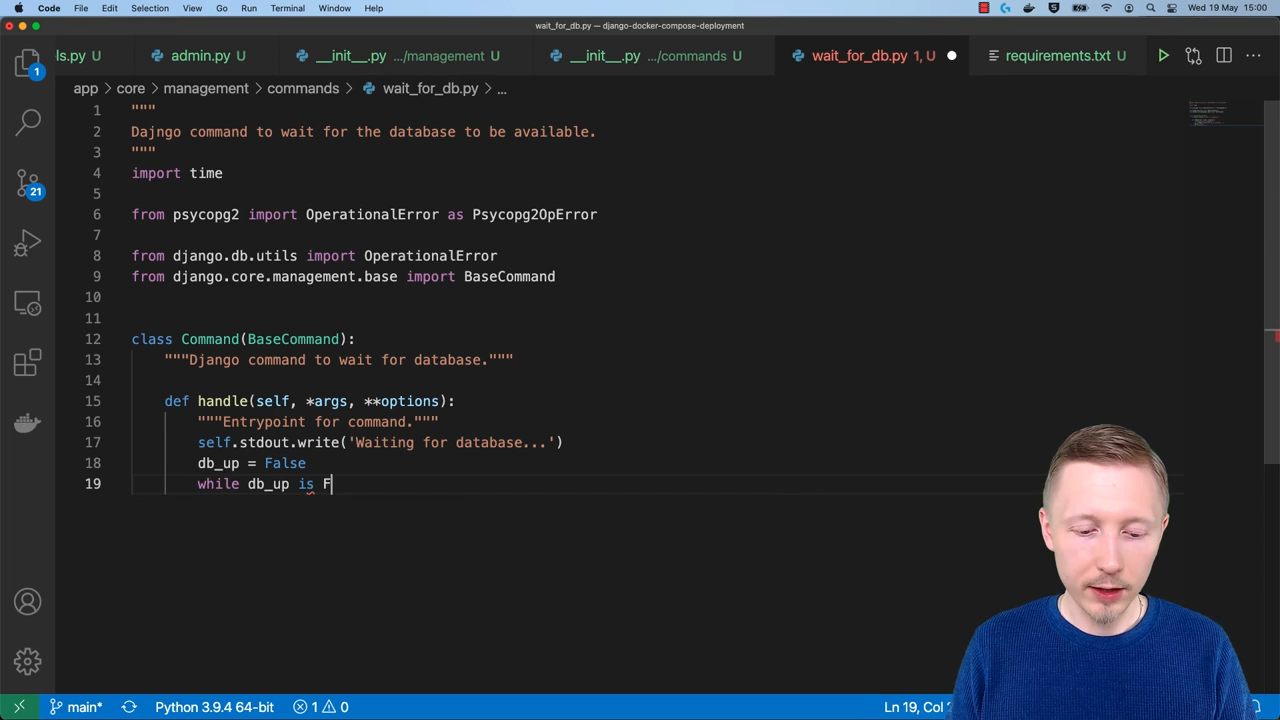 Code File Edit Selection View Go Run Terminal Window Help Wed 19 May 15:00
wait_for_db.py — django-docker-compose-deployment
ls.py U admin.py U __init__.py .../management U __init__.py .../commands U wait_for_db.py 1, U requirements.txt U
app > core > management > commands > wait_for_db.py > ...
1 """
2 Dajngo command to wait for the database to be available.
3 """
4 import time
5
6 from psycopg2 import OperationalError as Psycopg2OpError
7
8 from django.db.utils import OperationalError
9 from django.core.management.base import BaseCommand
10
11
12 class Command(BaseCommand):
13 """Django command to wait for database."""
14
15 def handle(self, *args, **options):
16 """Entrypoint for command."""
17 self.stdout.write('Waiting for database...')
18 db_up = False
19 while db_up is F
1
21
main* Python 3.9.4 64-bit 1 0 Ln 19, Col